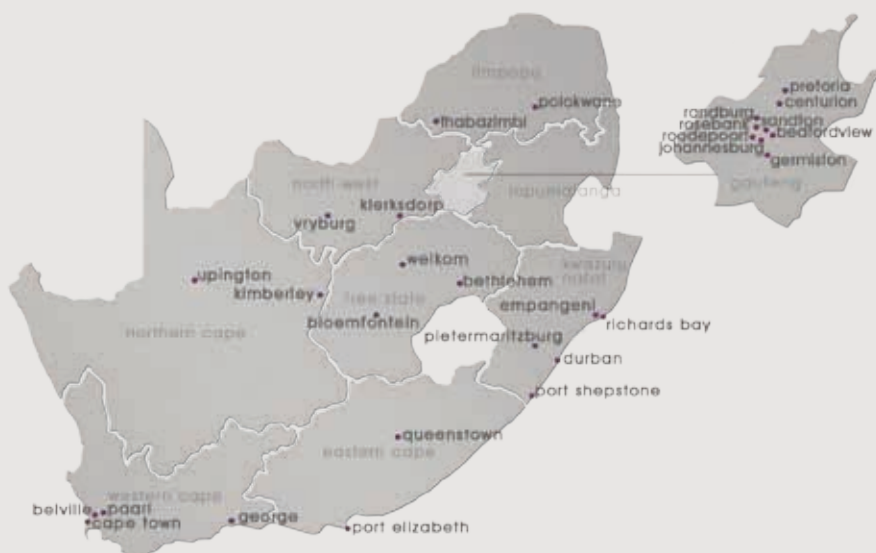 limpopo
polokwane
thabazimbi
pretoria
centurion
randburg
sandton
rosebank
bedfordview
roodepoort
johannesburg
germiston
gauteng
north west
klerksdorp
vryburg
welkom
upington
bethlehem
kimberley
kwazulu
natal
free state
empangeni
bloemfontein
richards bay
northern cape
pietermaritzburg
durban
port shepstone
queenstown
eastern cape
western cape
belville
paarl
cape town
george
port elizabeth